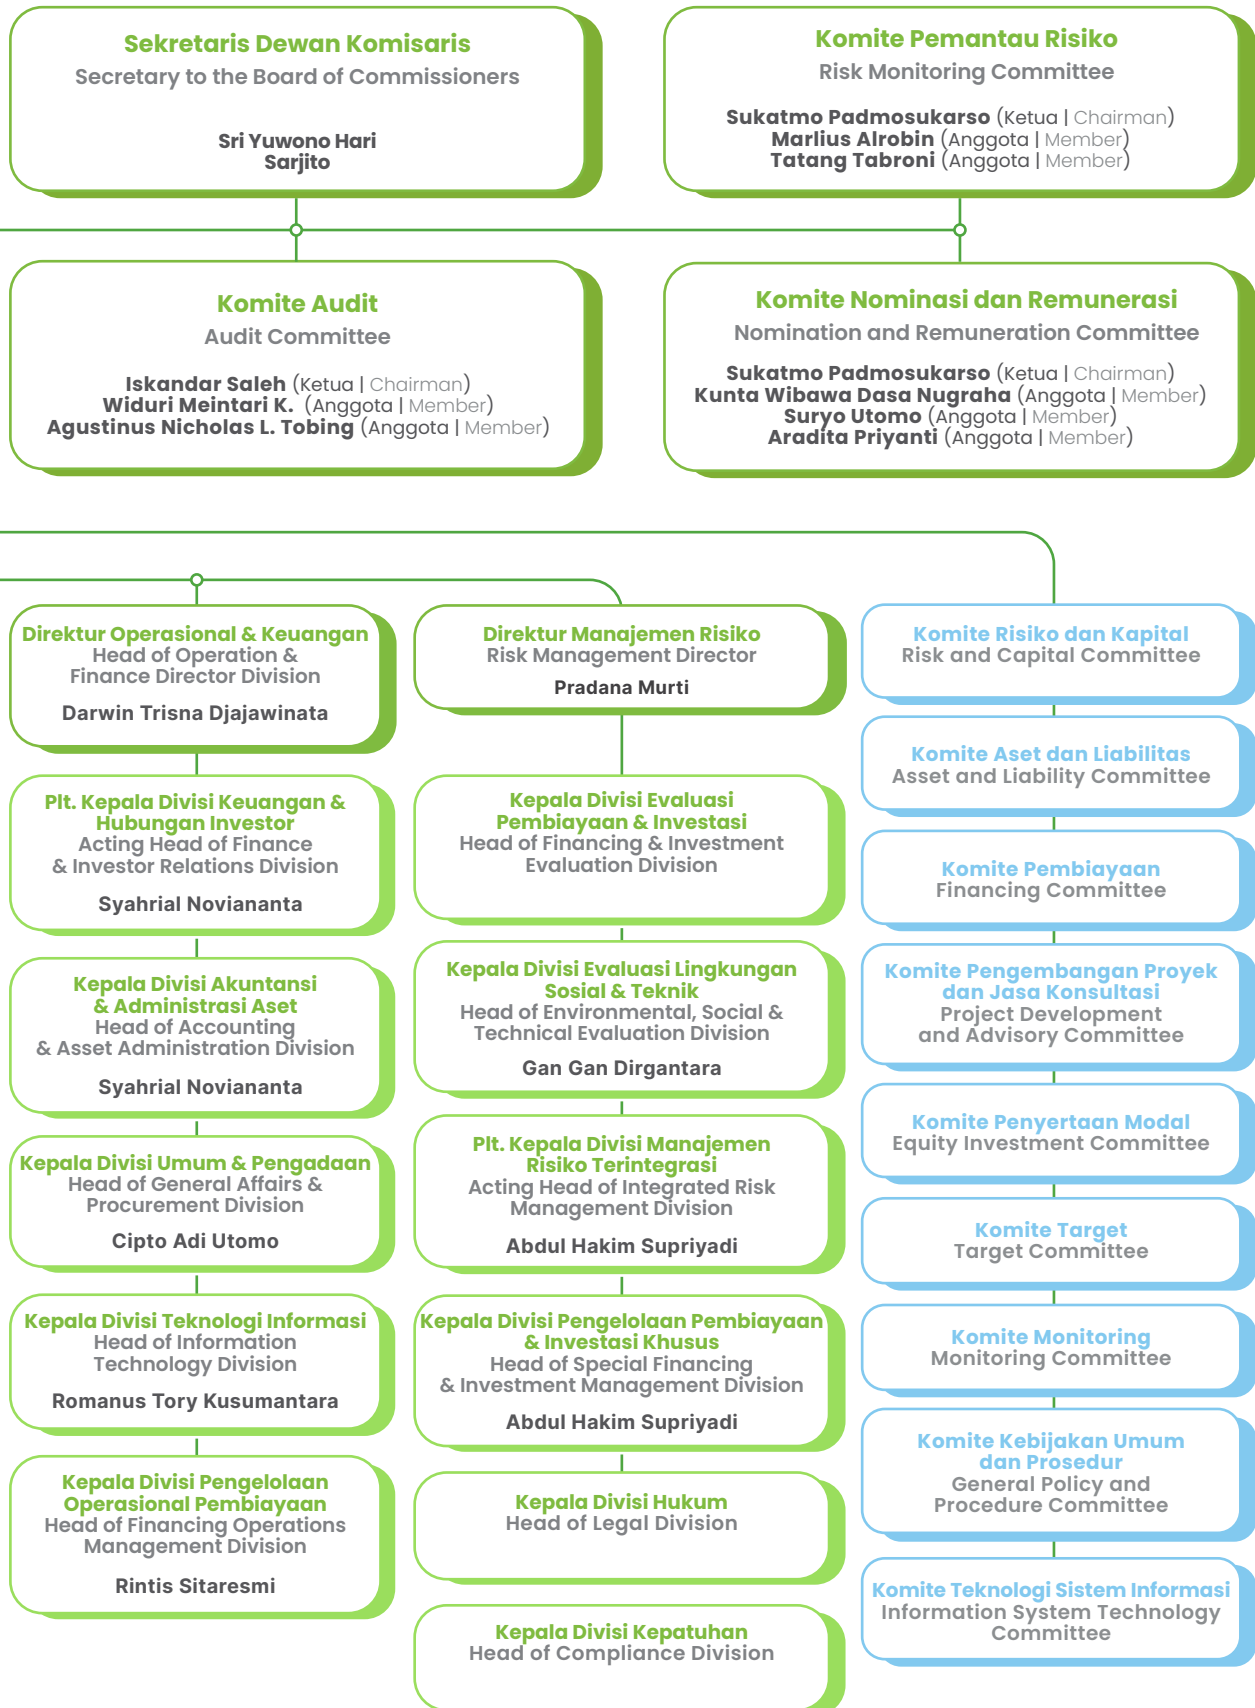 Sekretaris Dewan Komisaris
Secretary to the Board of Commissioners
Sri Yuwono Hari
Sarjito
Komite Pemantau Risiko
Risk Monitoring Committee
Sukatmo Padmosukarso (Ketua | Chairman)
Marlius Alrobin (Anggota | Member)
Tatang Tabroni (Anggota | Member)
Komite Audit
Audit Committee
Iskandar Saleh (Ketua | Chairman)
Widuri Meintari K. (Anggota | Member)
Agustinus Nicholas L. Tobing (Anggota | Member)
Komite Nominasi dan Remunerasi
Nomination and Remuneration Committee
Sukatmo Padmosukarso (Ketua | Chairman)
Kunta Wibawa Dasa Nugraha (Anggota | Member)
Suryo Utomo (Anggota | Member)
Aradita Priyanti (Anggota | Member)
Direktur Operasional & Keuangan
Head of Operation &
Finance Director Division
Darwin Trisna Djajawinata
Plt. Kepala Divisi Keuangan &
Hubungan Investor
Acting Head of Finance
& Investor Relations Division
Syahrial Noviananta
Kepala Divisi Akuntansi
& Administrasi Aset
Head of Accounting
& Asset Administration Division
Syahrial Noviananta
Kepala Divisi Umum & Pengadaan
Head of General Affairs &
Procurement Division
Cipto Adi Utomo
Kepala Divisi Teknologi Informasi
Head of Information
Technology Division
Romanus Tory Kusumantara
Kepala Divisi Pengelolaan
Operasional Pembiayaan
Head of Financing Operations
Management Division
Rintis Sitaresmi
Direktur Manajemen Risiko
Risk Management Director
Pradana Murti
Kepala Divisi Evaluasi
Pembiayaan & Investasi
Head of Financing & Investment
Evaluation Division
Kepala Divisi Evaluasi Lingkungan
Sosial & Teknik
Head of Environmental, Social &
Technical Evaluation Division
Gan Gan Dirgantara
Plt. Kepala Divisi Manajemen
Risiko Terintegrasi
Acting Head of Integrated Risk
Management Division
Abdul Hakim Supriyadi
Kepala Divisi Pengelolaan Pembiayaan
& Investasi Khusus
Head of Special Financing
& Investment Management Division
Abdul Hakim Supriyadi
Kepala Divisi Hukum
Head of Legal Division
Kepala Divisi Kepatuhan
Head of Compliance Division
Komite Risiko dan Kapital
Risk and Capital Committee
Komite Aset dan Liabilitas
Asset and Liability Committee
Komite Pembiayaan
Financing Committee
Komite Pengembangan Proyek
dan Jasa Konsultasi
Project Development
and Advisory Committee
Komite Penyertaan Modal
Equity Investment Committee
Komite Target
Target Committee
Komite Monitoring
Monitoring Committee
Komite Kebijakan Umum
dan Prosedur
General Policy and
Procedure Committee
Komite Teknologi Sistem Informasi
Information System Technology
Committee